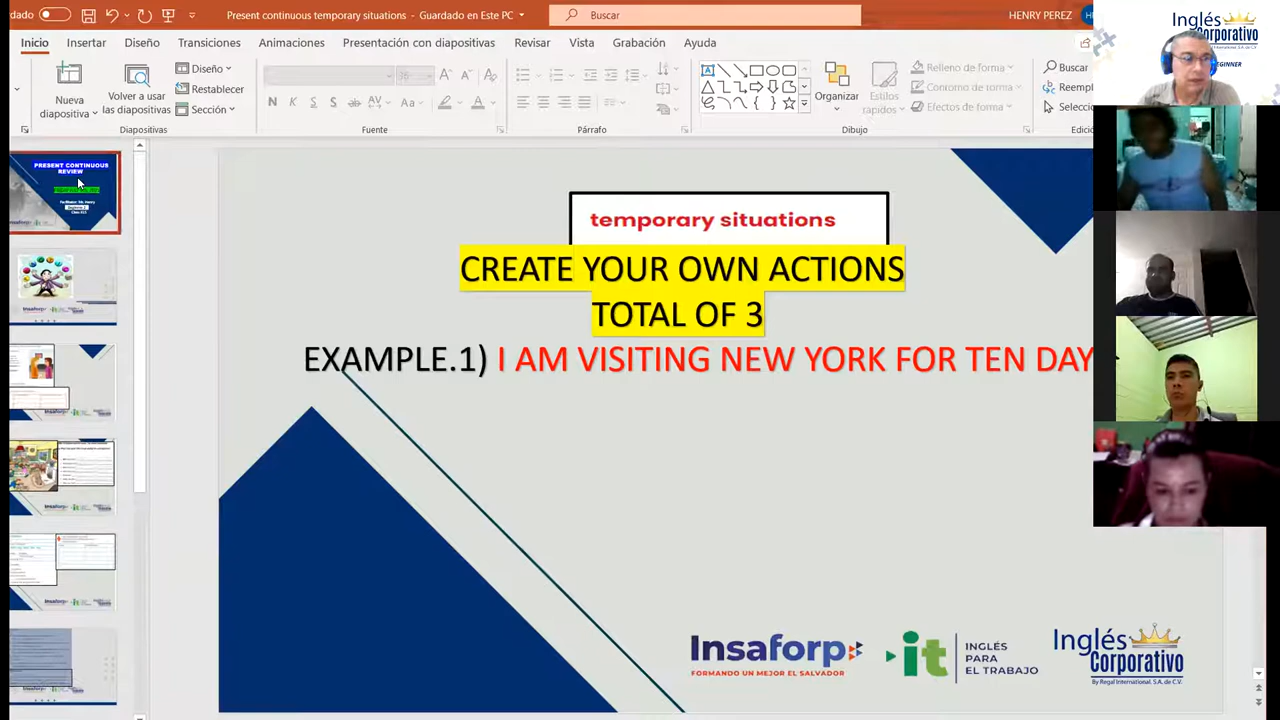 dado
Present continuous temporary situations - Guardado en Este PC
Buscar
HENRY PEREZ
Inicio
Insertar
Diseño
Transiciones
Animaciones
Presentación con diapositivas
Revisar
Vista
Grabación
Ayuda
Nueva
diapositiva
Volver a usar
las diapositivas
Diseño
Restablecer
Sección
Diapositivas
N
S
S
ab
AV
Aa
A
Fuente
Párrafo
Organizar
Estilos
rápidos
Relleno de forma
Contorno de forma
Efectos de forma
Dibujo
Buscar
Reempl
Selecci
Edici
PRESENT CONTINUOUS
REVIEW
temporary situations
CREATE YOUR OWN ACTIONS
TOTAL OF 3
EXAMPLE.1) I AM VISITING NEW YORK FOR TEN DAY
Insaforp
FORMANDO UN MEJOR EL SALVADOR
it
INGLÉS
PARA
EL TRABAJO
Inglés
Corporativo
By Regal International, S.A. de C.V.
Inglés
Corporativo